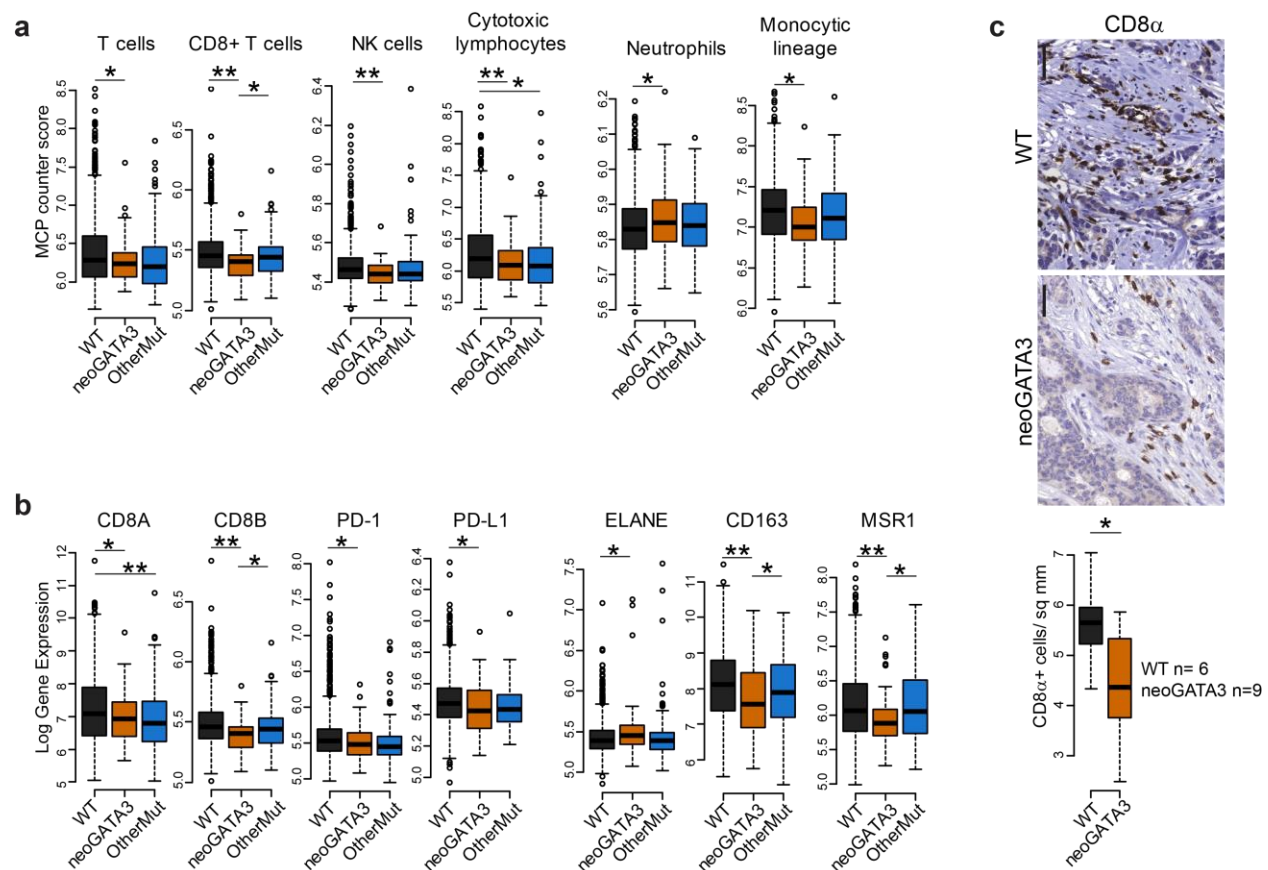 a
T cells
CD8+ T cells
NK cells
Cytotoxic
lymphocytes
Neutrophils
Monocytic
lineage
MCP counter score
* ** * ** ** * * *
8.5
8.0
7.5
7.0
6.5
6.0
6.5
6.0
5.5
5.0
6.4
6.2
6.0
5.8
5.6
5.4
8.5
8.0
7.5
7.0
6.5
6.0
5.5
6.2
6.1
6.0
5.9
5.8
5.7
5.6
8.5
8.0
7.5
7.0
6.5
6.0
WT neoGATA3 OtherMut
WT neoGATA3 OtherMut
WT neoGATA3 OtherMut
WT neoGATA3 OtherMut
WT neoGATA3 OtherMut
WT neoGATA3 OtherMut
b
CD8A
CD8B
PD-1
PD-L1
ELANE
CD163
MSR1
Log Gene Expression
* ** ** * * * * ** * ** *
12
11
10
9
8
7
6
5
6.5
6.0
5.5
5.0
8.0
7.5
7.0
6.5
6.0
5.5
5.0
6.4
6.2
6.0
5.8
5.6
5.4
5.2
5.0
7.5
7.0
6.5
6.0
5.5
5.0
11
10
9
8
7
6
8.0
7.5
7.0
6.5
6.0
5.5
5.0
WT neoGATA3 OtherMut
WT neoGATA3 OtherMut
WT neoGATA3 OtherMut
WT neoGATA3 OtherMut
WT neoGATA3 OtherMut
WT neoGATA3 OtherMut
WT neoGATA3 OtherMut
c
CD8α
WT
neoGATA3
*
CD8α+ cells/ sq mm
7
6
5
4
3
WT n= 6
neoGATA3 n=9
WT
neoGATA3